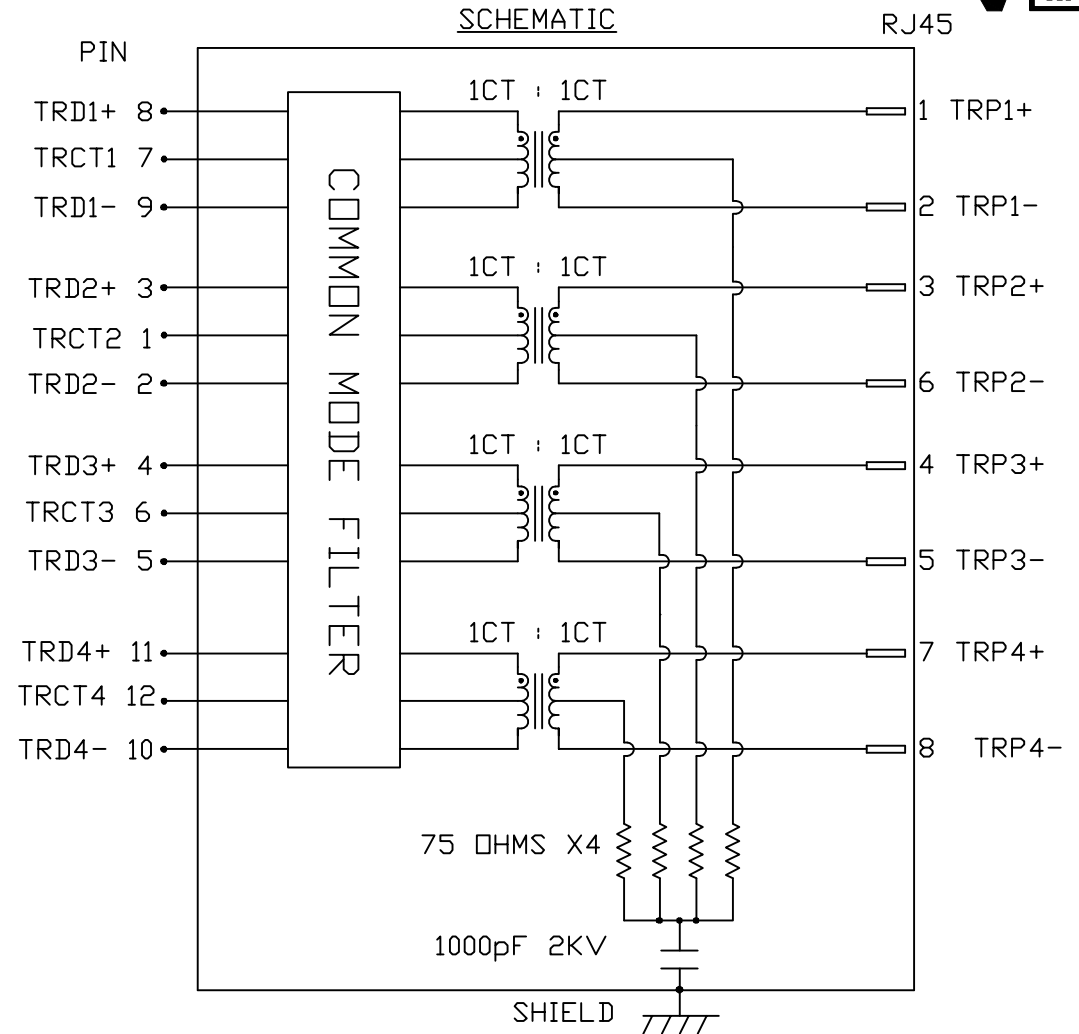 SCHEMATIC
RJ45
PIN
1CT : 1CT
TRD1+ 8
1 TRP1+
TRCT1 7
TRD1- 9
2 TRP1-
1CT : 1CT
TRD2+ 3
3 TRP2+
TRCT2 1
TRD2- 2
6 TRP2-
1CT : 1CT
TRD3+ 4
4 TRP3+
TRCT3 6
TRD3- 5
5 TRP3-
1CT : 1CT
TRD4+ 11
7 TRP4+
TRCT4 12
TRD4- 10
8 TRP4-
COMMON MODE FILTER
75 OHMS X4
1000pF 2KV
SHIELD